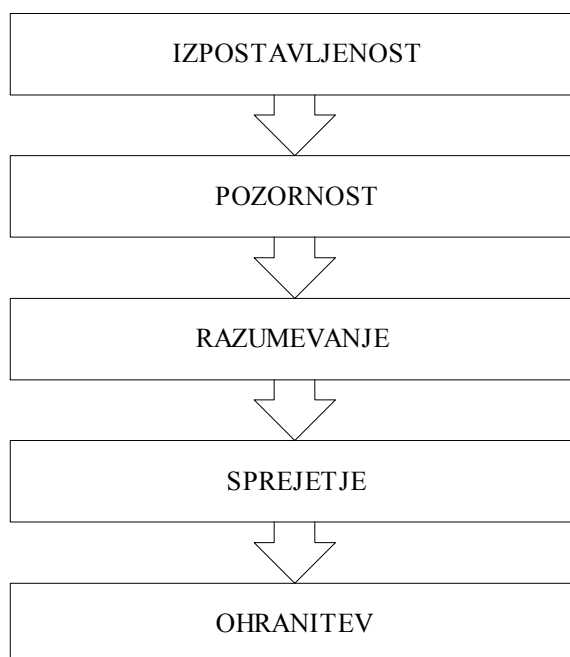 IZPOSTAVLJENOST
POZORNOST
RAZUMEVANJE
SPREJETJE
OHRANITEV